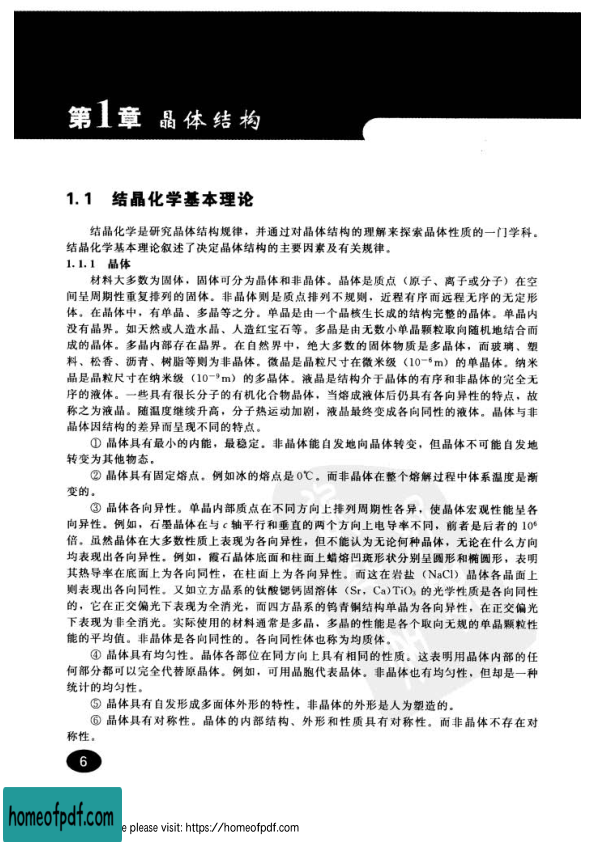 第1章 晶体结构
1.1 结晶化学基本理论
结晶化学是研究晶体结构规律，并通过对晶体结构的理解来探索晶体性质的一门学科。
结晶化学基本理论叙述了决定晶体结构的主要因素及有关规律。
1.1.1 晶体
材料大多数为固体，固体可分为晶体和非晶体。晶体是质点（原子、离子或分子）在空
间呈周期性重复排列的固体。非晶体则是质点排列不规则，近程有序而远程无序的无定形
体。在晶体中，有单晶、多晶等之分。单晶是由一个晶核生长成的结构完整的晶体。单晶内
没有晶界。如天然或人造水晶、人造红宝石等。多晶是由无数小单晶颗粒取向随机地结合而
成的晶体。多晶内部存在晶界。在自然界中，绝大多数的固体物质是多晶体，而玻璃、塑
料、松香、沥青、树脂等则为非晶体。微晶是晶粒尺寸在微米级（10⁻⁶m）的单晶体。纳米
晶是晶粒尺寸在纳米级（10⁻⁹m）的多晶体。液晶是结构介于晶体的有序和非晶体的完全无
序的液体。一些具有很长分子的有机化合物晶体，当熔成液体后仍具有各向异性的特点，故
称之为液晶。随温度继续升高，分子热运动加剧，液晶最终变成各向同性的液体。晶体与非
晶体因结构的差异而呈现不同的特点。
① 晶体具有最小的内能，最稳定。非晶体能自发地向晶体转变，但晶体不可能自发地
转变为其他物态。
② 晶体具有固定熔点。例如冰的熔点是0℃。而非晶体在整个熔解过程中体系温度是渐
变的。
③ 晶体各向异性。单晶内部质点在不同方向上排列周期性各异，使晶体宏观性能呈各
向异性。例如，石墨晶体在与c轴平行和垂直的两个方向上电导率不同，前者是后者的10⁶
倍。虽然晶体在大多数性质上表现为各向异性，但不能认为无论何种晶体，无论在什么方向
均表现出各向异性。例如，霞石晶体底面和柱面上蜡熔凹斑形状分别呈圆形和椭圆形，表明
其热导率在底面上为各向同性，在柱面上为各向异性。而这在岩盐（NaCl）晶体各晶面上
则表现出各向同性。又如立方晶系的钛酸锶钙固溶体（Sr，Ca)TiO₃的光学性质是各向同性
的，它在正交偏光下表现为全消光，而四方晶系的钨青铜结构单晶为各向异性，在正交偏光
下表现为非全消光。实际使用的材料通常是多晶，多晶的性能是各个取向无规的单晶颗粒性
能的平均值。非晶体是各向同性的。各向同性体也称为均质体。
④ 晶体具有均匀性。晶体各部位在同方向上具有相同的性质。这表明用晶体内部的任
何部分都可以完全代替原晶体。例如，可用晶胞代表晶体。非晶体也有均匀性，但却是一种
统计的均匀性。
⑤ 晶体具有自发形成多面体外形的特性。非晶体的外形是人为塑造的。
⑥ 晶体具有对称性。晶体的内部结构、外形和性质具有对称性。而非晶体不存在对
称性。
6
homeofpdf.com
e please visit: https://homeofpdf.com